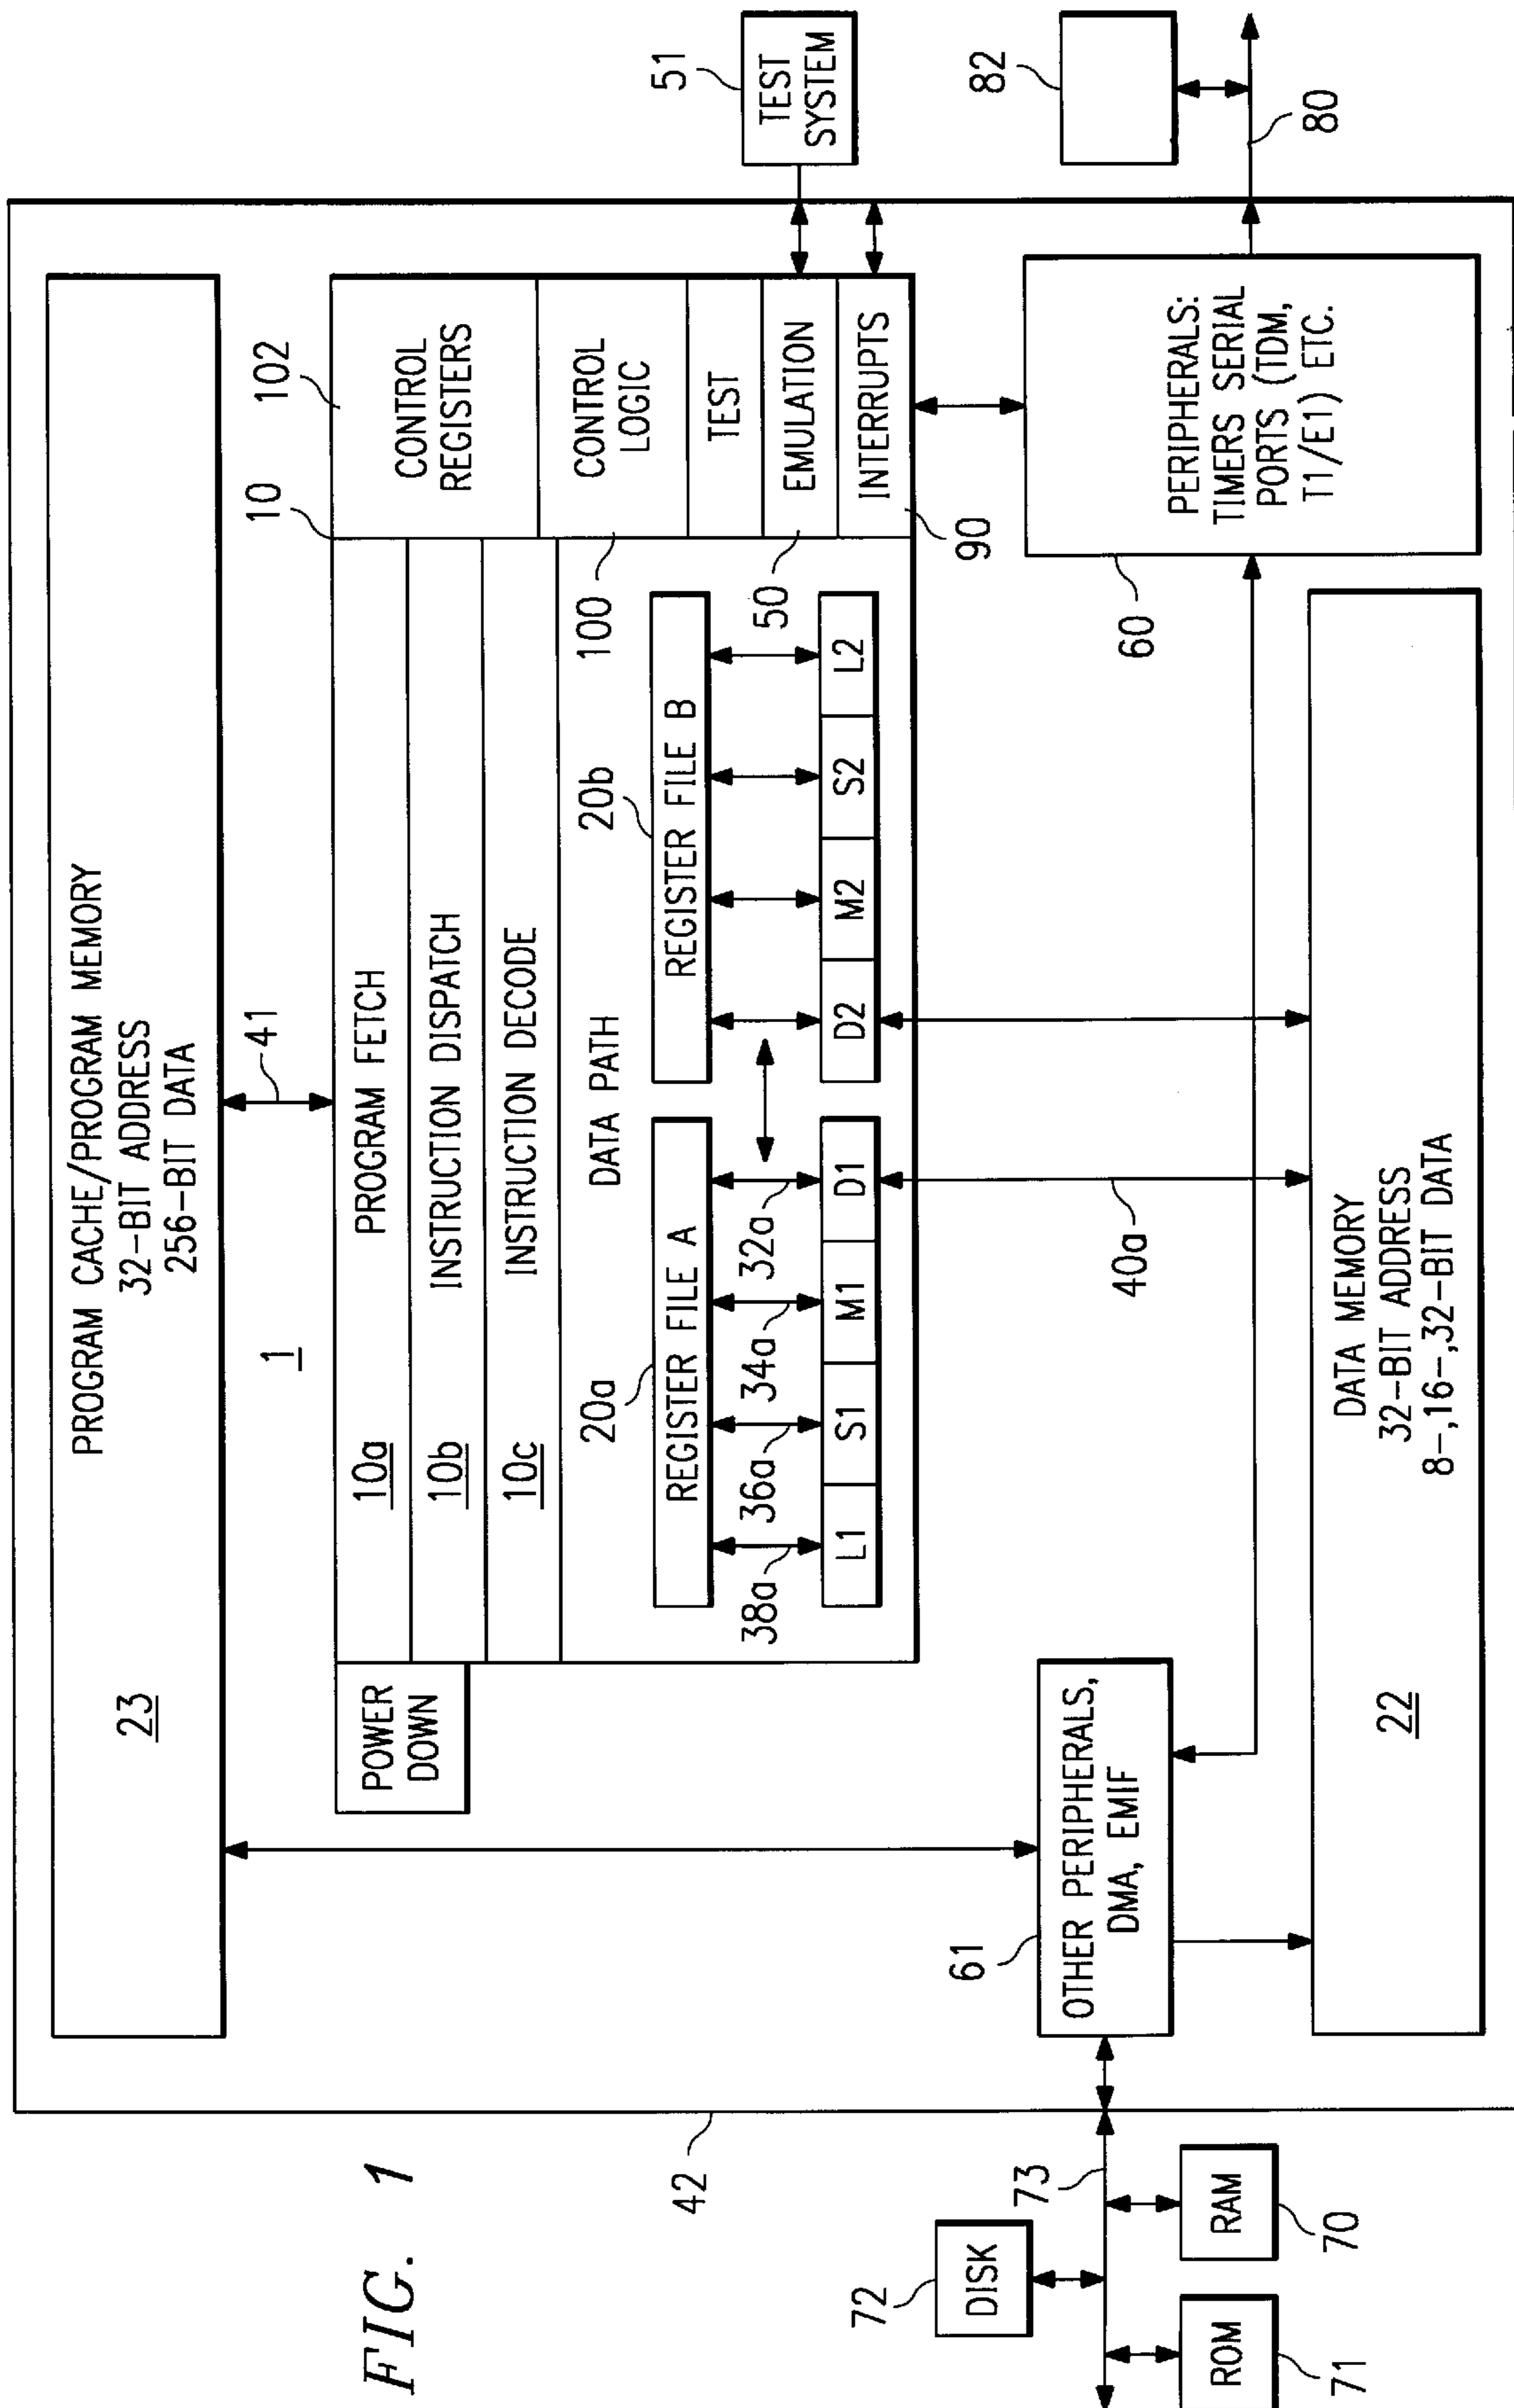 FIG. 1
42
PROGRAM CACHE/PROGRAM MEMORY
32-BIT ADDRESS
256-BIT DATA
23
41
1
10
102
POWER
DOWN
10a
PROGRAM FETCH
10b
INSTRUCTION DISPATCH
10c
INSTRUCTION DECODE
DATA PATH
CONTROL
REGISTERS
CONTROL
LOGIC
100
TEST
EMULATION
50
INTERRUPTS
90
20a
REGISTER FILE A
20b
REGISTER FILE B
38a
36a
34a
32a
L1
S1
M1
D1
D2
M2
S2
L2
TEST
SYSTEM
51
82
80
40a
61
OTHER PERIPHERALS,
DMA, EMIF
60
PERIPHERALS:
TIMERS SERIAL
PORTS (TDM,
T1/E1) ETC.
DATA MEMORY
32-BIT ADDRESS
8-,16-,32-BIT DATA
22
72
DISK
73
ROM
71
RAM
70